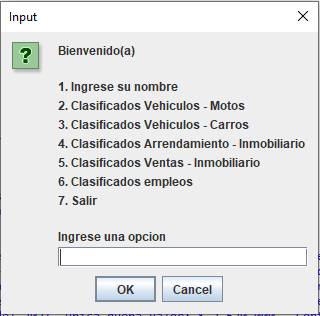 Input
Bienvenido(a)
1. Ingrese su nombre
2. Clasificados Vehiculos - Motos
3. Clasificados Vehiculos - Carros
4. Clasificados Arrendamiento - Inmobiliario
5. Clasificados Ventas - Inmobiliario
6. Clasificados empleos
7. Salir
Ingrese una opcion
OK
Cancel